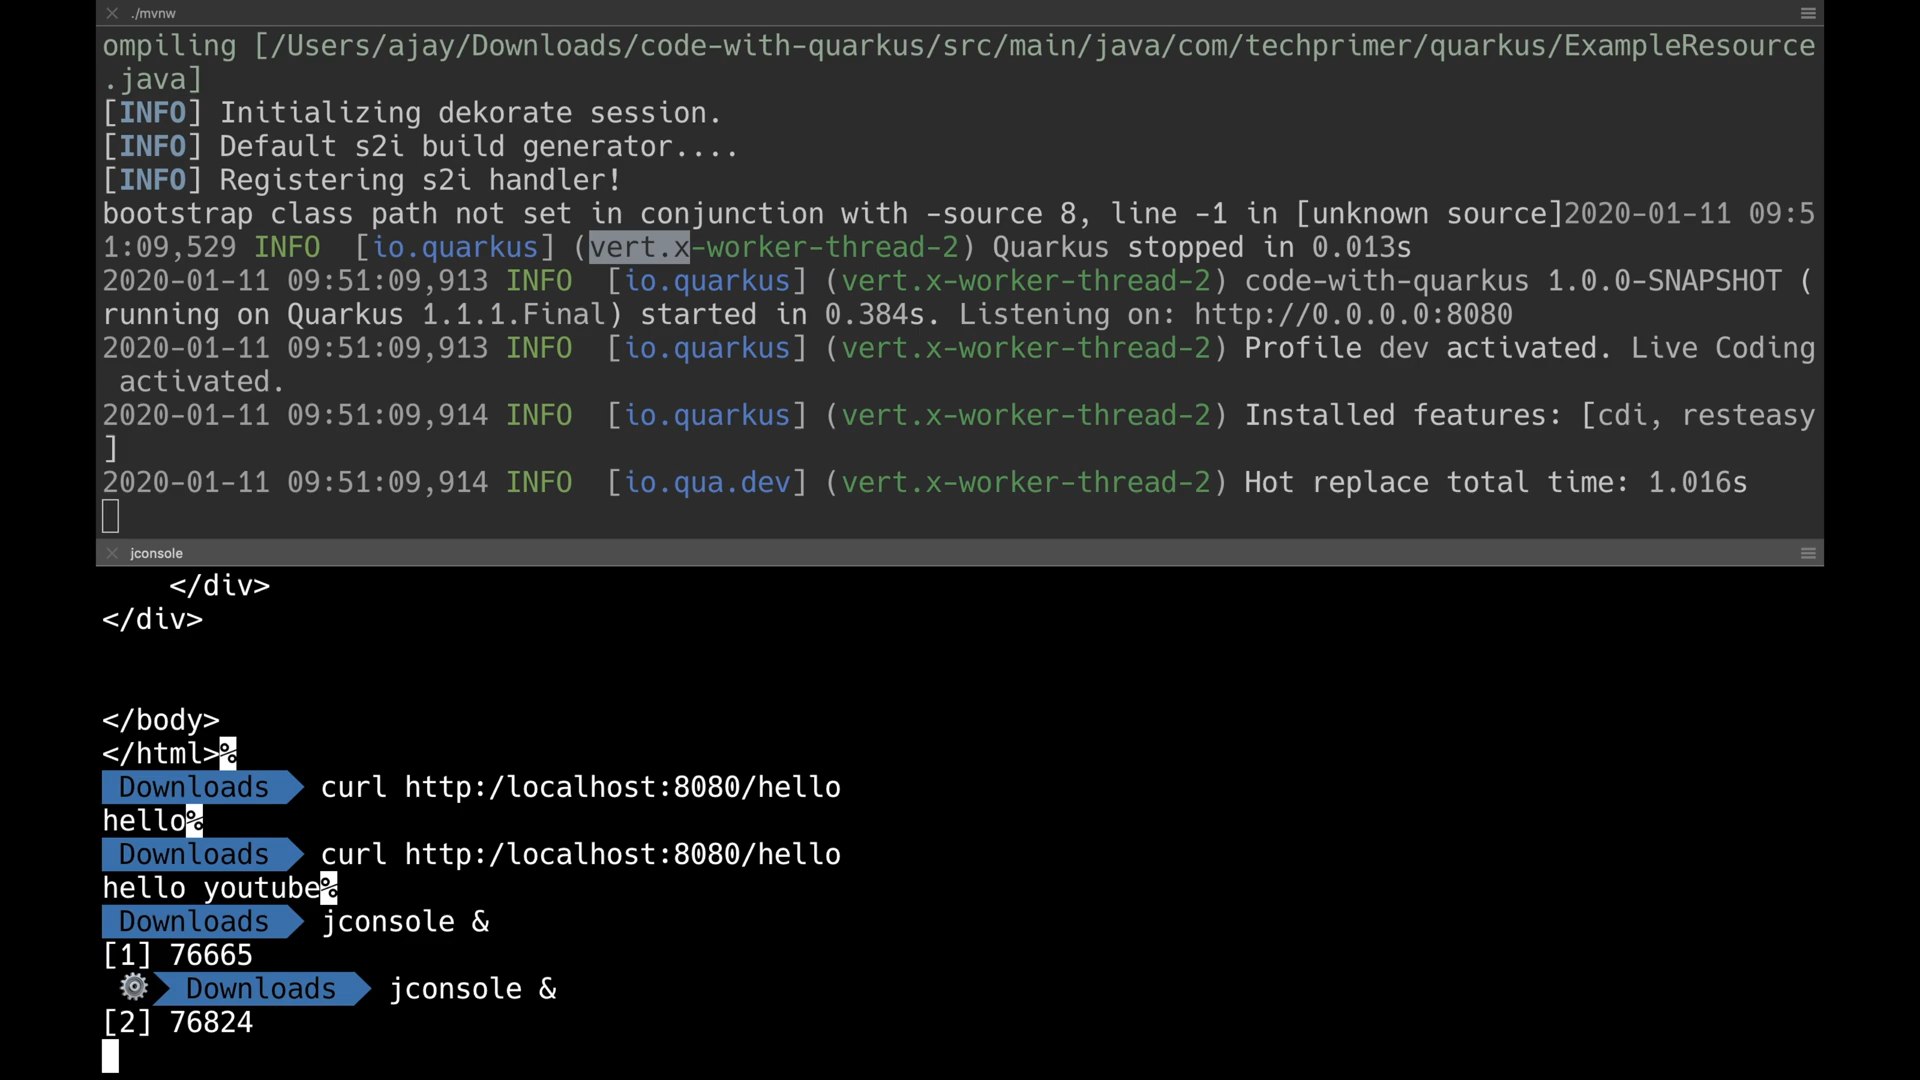 ./mvnw
ompiling [/Users/ajay/Downloads/code-with-quarkus/src/main/java/com/techprimer/quarkus/ExampleResource
.java]
[INFO] Initializing dekorate session.
[INFO] Default s2i build generator....
[INFO] Registering s2i handler!
bootstrap class path not set in conjunction with -source 8, line -1 in [unknown source]2020-01-11 09:5
1:09,529 INFO  [io.quarkus] (vert.x-worker-thread-2) Quarkus stopped in 0.013s
2020-01-11 09:51:09,913 INFO  [io.quarkus] (vert.x-worker-thread-2) code-with-quarkus 1.0.0-SNAPSHOT (
running on Quarkus 1.1.1.Final) started in 0.384s. Listening on: http://0.0.0.0:8080
2020-01-11 09:51:09,913 INFO  [io.quarkus] (vert.x-worker-thread-2) Profile dev activated. Live Coding
 activated.
2020-01-11 09:51:09,914 INFO  [io.quarkus] (vert.x-worker-thread-2) Installed features: [cdi, resteasy
]
2020-01-11 09:51:09,914 INFO  [io.qua.dev] (vert.x-worker-thread-2) Hot replace total time: 1.016s
jconsole
    </div>
</div>
</body>
</html>%
Downloads curl http:/localhost:8080/hello
hello%
Downloads curl http:/localhost:8080/hello
hello youtube%
Downloads jconsole &
[1] 76665
Downloads jconsole &
[2] 76824